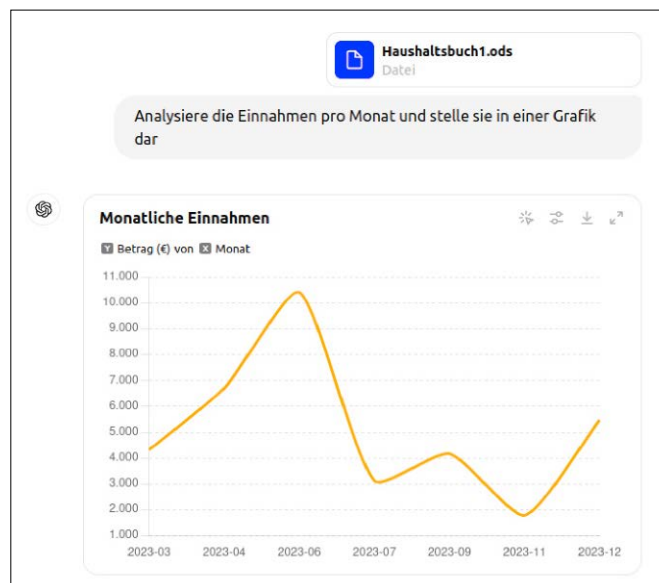 Haushaltsbuch1.ods
Datei
Analysiere die Einnahmen pro Monat und stelle sie in einer Grafik
dar
Monatliche Einnahmen
Y Betrag (€) von X Monat
11.000
10.000
9.000
8.000
7.000
6.000
5.000
4.000
3.000
2.000
1.000
2023-03 2023-04 2023-06 2023-07 2023-09 2023-11 2023-12